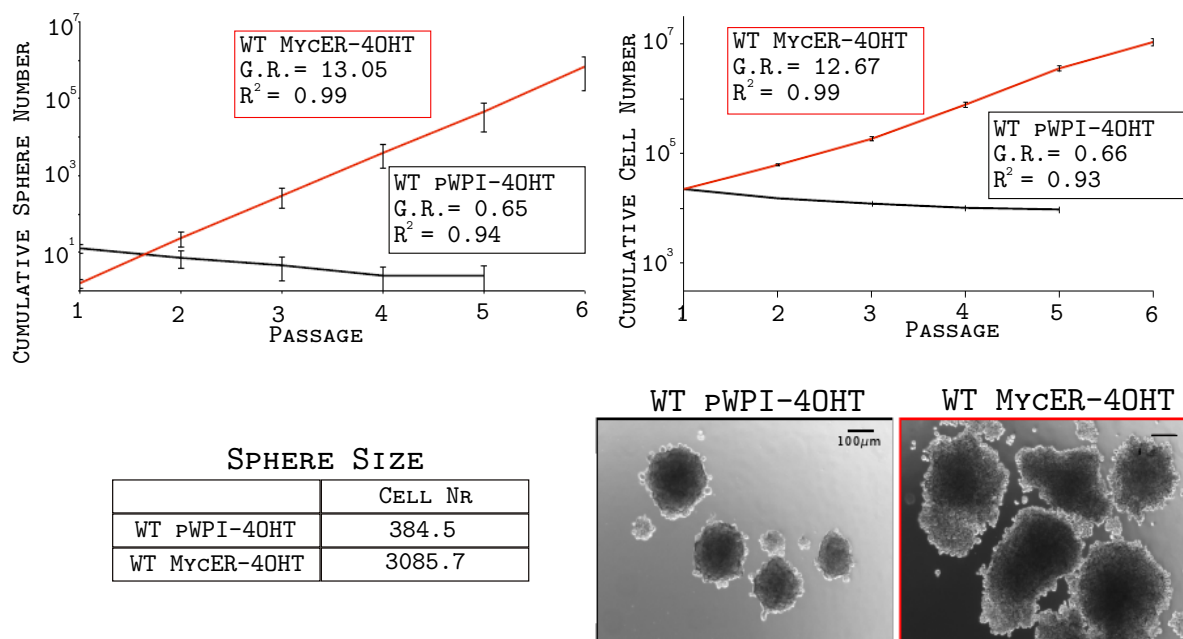 CUMULATIVE SPHERE NUMBER
10^7
10^5
10^3
10^1
WT MYCER-4OHT
G.R.= 13.05
R^2 = 0.99
WT PWPI-4OHT
G.R.= 0.65
R^2 = 0.94
1 2 3 4 5 6
PASSAGE
CUMULATIVE CELL NUMBER
10^7
10^5
10^3
WT MYCER-4OHT
G.R.= 12.67
R^2 = 0.99
WT PWPI-4OHT
G.R.= 0.66
R^2 = 0.93
1 2 3 4 5 6
PASSAGE
SPHERE SIZE
CELL NR
WT PWPI-4OHT 384.5
WT MYCER-4OHT 3085.7
WT PWPI-4OHT
100μm
WT MYCER-4OHT